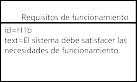 Requisitos de funcionamiento
id=H1b
text=El sistema debe satisfacer las
necesidades de funcionamiento.